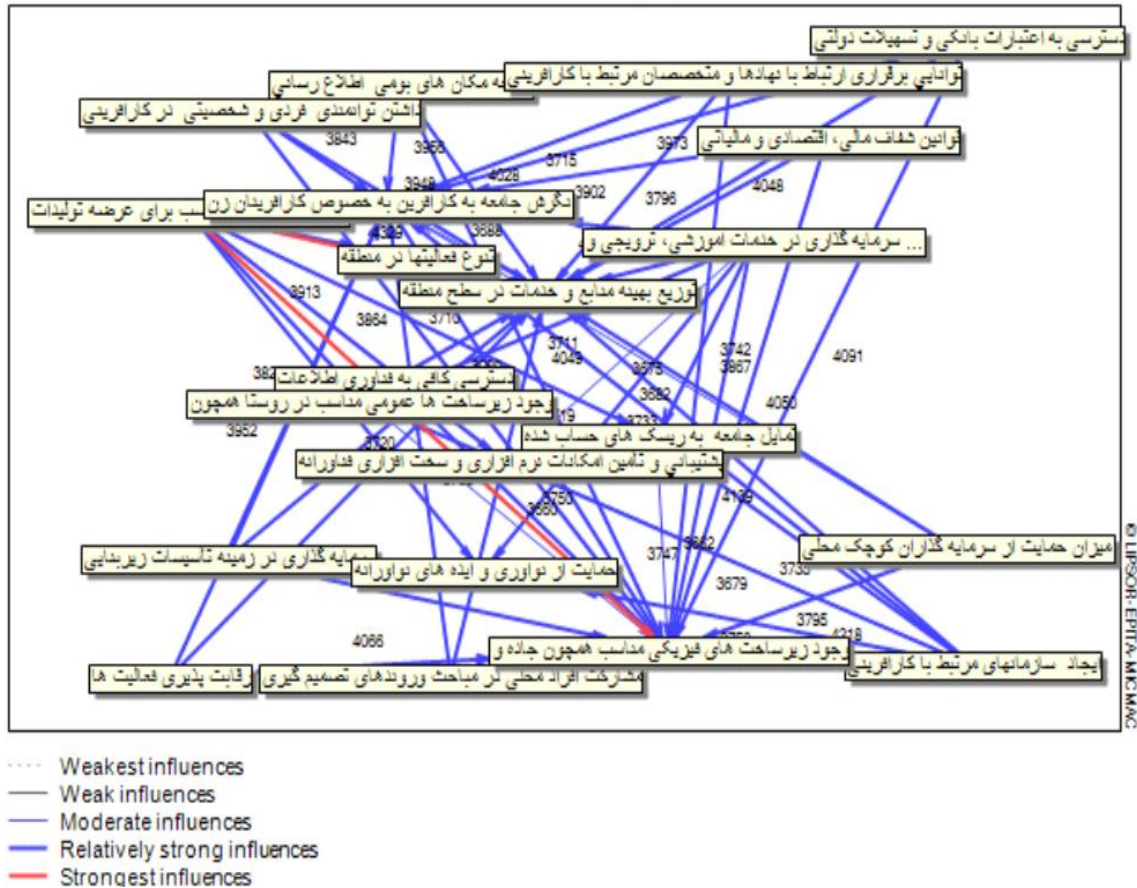 دسترسی به اعتبارات بانکی و تسهیلات دولتی
توانایی برقراری ارتباط با نهادها و متخصصان مرتبط با کارآفرینی
مکان های بومی اطلاع رسانی
داشتن توانمندی فردی و شخصیتی در کارآفرینی
قوانین شفاف مالی، اقتصادی و مالیاتی
3843
3715
3973
4028
3948
3902
3796
4048
نگرش جامعه به کارآفرین به خصوص کارآفرینان زن
برای عرضه تولیدات
4329
3688
سرمایه گذاری در خدمات آموزشی، ترویجی و ...
تنوع فعالیتها در منطقه
توزیع بهینه منابع و خدمات در سطح منطقه
3913
3864
3710
3711
4049
3742
3867
4091
3675
3682
4050
دسترسی کافی به فناوری اطلاعات
وجود زیرساخت ها عمومی مناسب در روستا همچون
3952
3720
3733
تمایل جامعه به ریسک های حساب شده
پشتیبانی و تامین امکانات نرم افزاری و سخت افزاری فناورانه
3750
3660
4139
3747
3662
3679
3733
میزان حمایت از سرمایه گذاران کوچک محلی
سرمایه گذاری در زمینه تأسیسات زیربنایی
حمایت از نوآوری و ایده های نوآورانه
3795
4218
4066
وجود زیرساخت های فیزیکی مناسب همچون جاده و
ایجاد سازمانهای مرتبط با کارآفرینی
رقابت پذیری فعالیت ها
مشارکت افراد محلی در مباحث وروندهای تصمیم گیری
© LIPSOR-EPITA-MICMAC
Weakest influences
Weak influences
Moderate influences
Relatively strong influences
Strongest influences